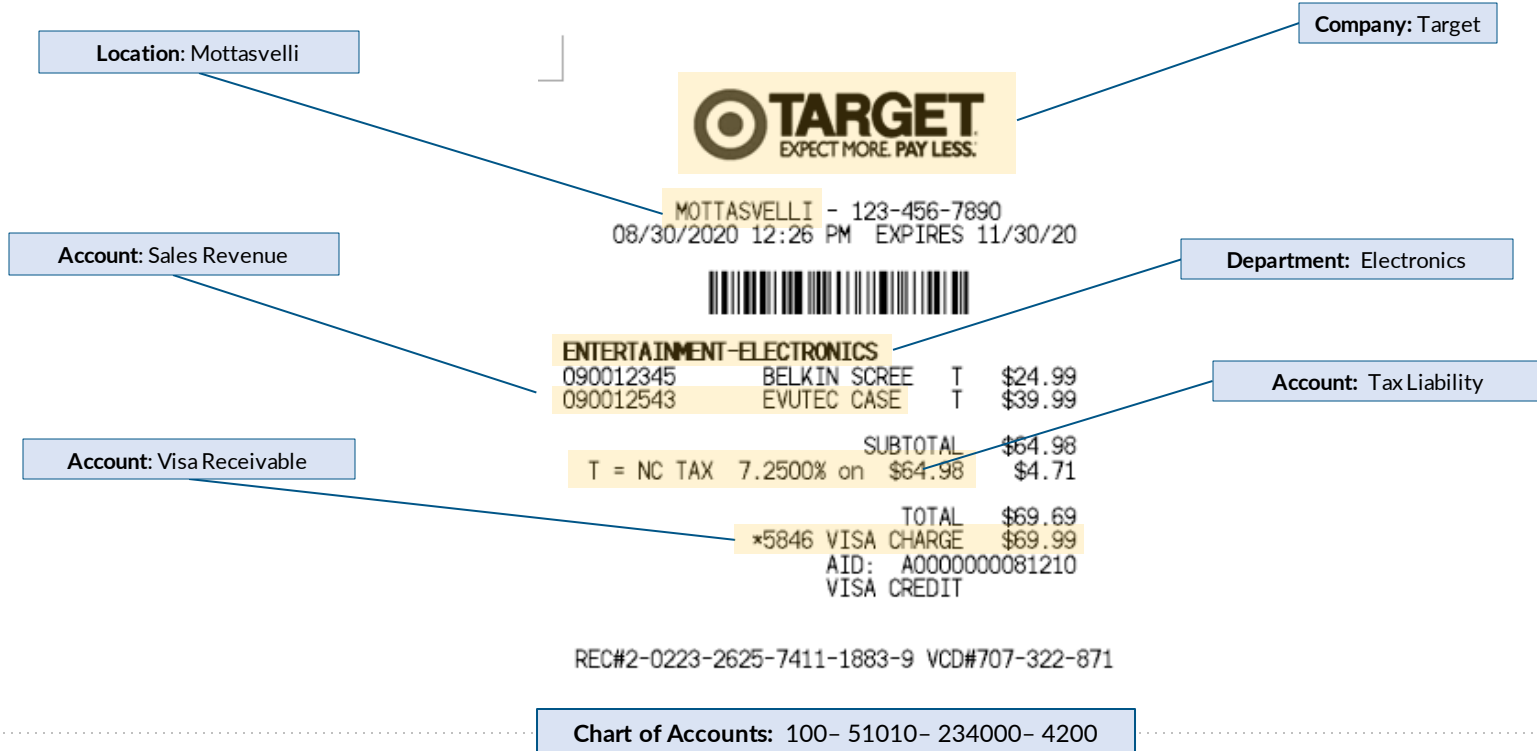 Company: Target
Location: Mottasvelli
TARGET
EXPECT MORE. PAY LESS.
MOTTASVELLI - 123-456-7890
08/30/2020 12:26 PM EXPIRES 11/30/20
Account: Sales Revenue
Department: Electronics
ENTERTAINMENT-ELECTRONICS
090012345 BELKIN SCREE T $24.99
090012543 EVUTEC CASE T $39.99
Account: Tax Liability
SUBTOTAL $64.98
Account: Visa Receivable
T = NC TAX 7.2500% on $64.98 $4.71
TOTAL $69.69
*5846 VISA CHARGE $69.99
AID: A0000000081210
VISA CREDIT
REC#2-0223-2625-7411-1883-9 VCD#707-322-871
Chart of Accounts: 100– 51010– 234000– 4200